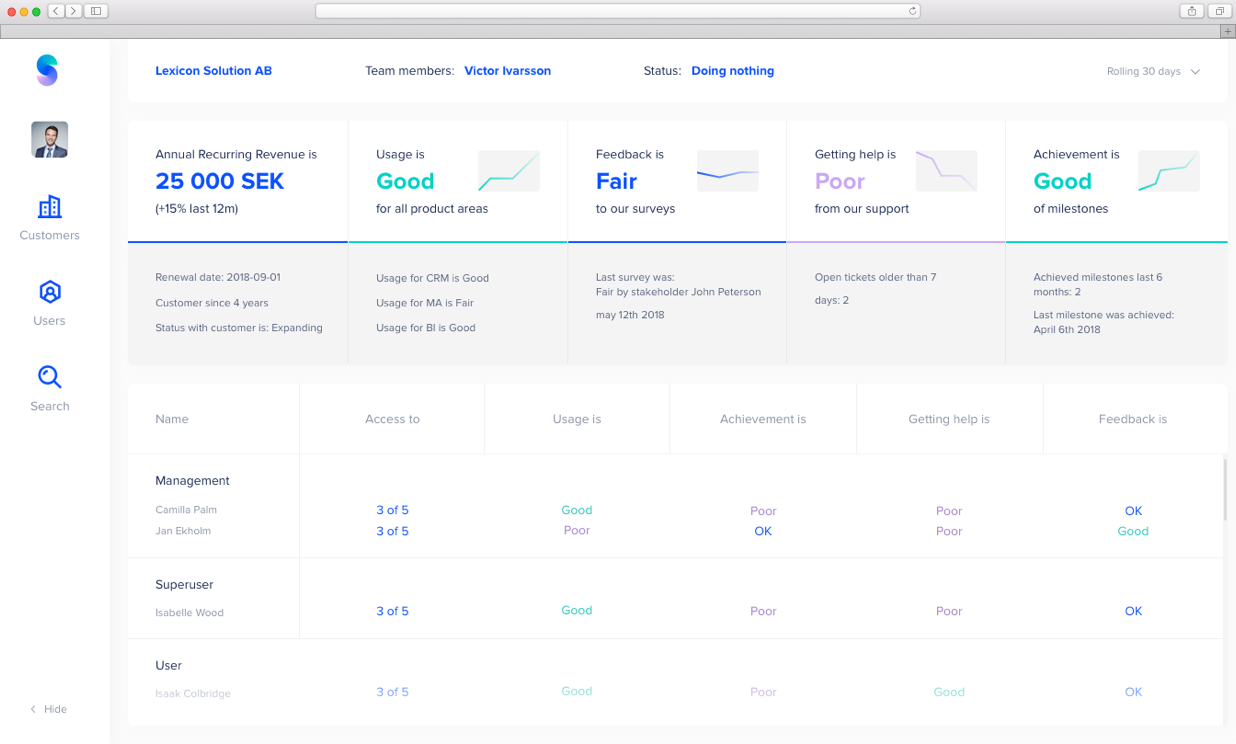 Lexicon Solution AB
Team members: Victor Ivarsson
Status: Doing nothing
Rolling 30 days
Annual Recurring Revenue is
25 000 SEK
(+15% last 12m)
Usage is
Good
for all product areas
Feedback is
Fair
to our surveys
Getting help is
Poor
from our support
Achievement is
Good
of milestones
Renewal date: 2018-09-01
Customer since 4 years
Status with customer is: Expanding
Usage for CRM is Good
Usage for MA is Fair
Usage for BI is Good
Last survey was:
Fair by stakeholder John Peterson
may 12th 2018
Open tickets older than 7
days: 2
Achieved milestones last 6
months: 2
Last milestone was achieved:
April 6th 2018
Customers
Users
Search
Hide
Name Access to Usage is Achievement is Getting help is Feedback is
Management
Camilla Palm 3 of 5 Good Poor Poor OK
Jan Ekholm 3 of 5 Poor OK Poor Good
Superuser
Isabelle Wood 3 of 5 Good Poor Poor OK
User
Isaak Colbridge 3 of 5 Good Poor Good OK